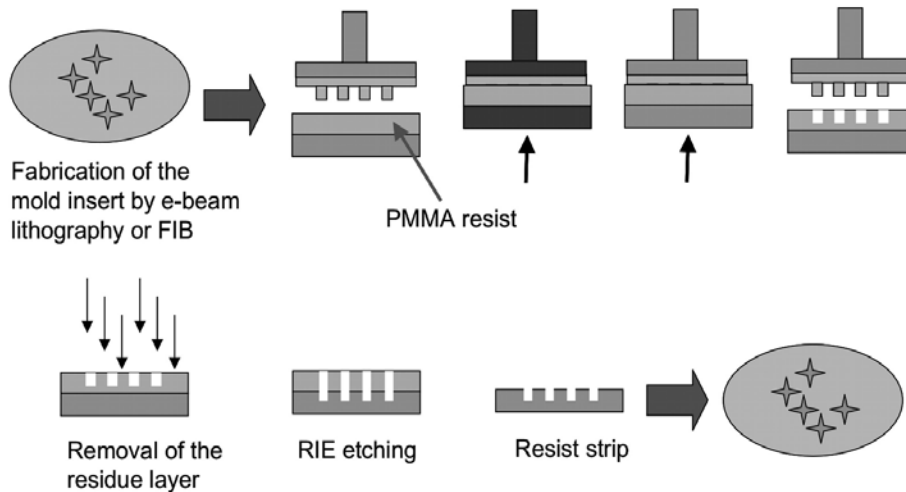 Fabrication of the
mold insert by e-beam
lithography or FIB
PMMA resist
Removal of the
residue layer
RIE etching
Resist strip